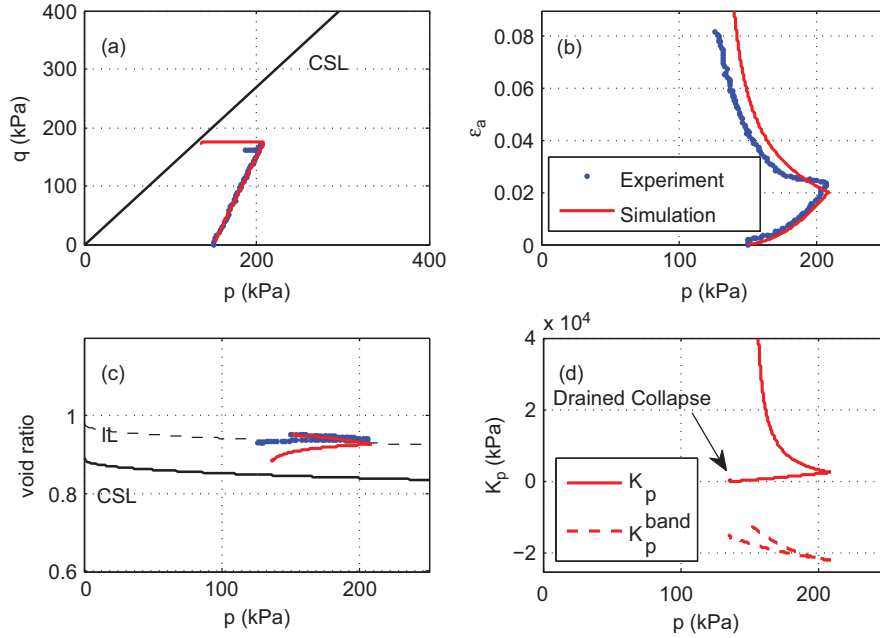 (a)
CSL
400
300
200
100
0
q (kPa)
0 200 400
p (kPa)
(b)
0.08
0.06
0.04
0.02
0
ε_a
Experiment
Simulation
0 100 200
p (kPa)
(c)
1
0.8
0.6
void ratio
IL
CSL
0 100 200
p (kPa)
x 10^4
(d)
4
2
0
−2
K_p (kPa)
Drained Collapse
K_p
K_p^band
0 100 200
p (kPa)